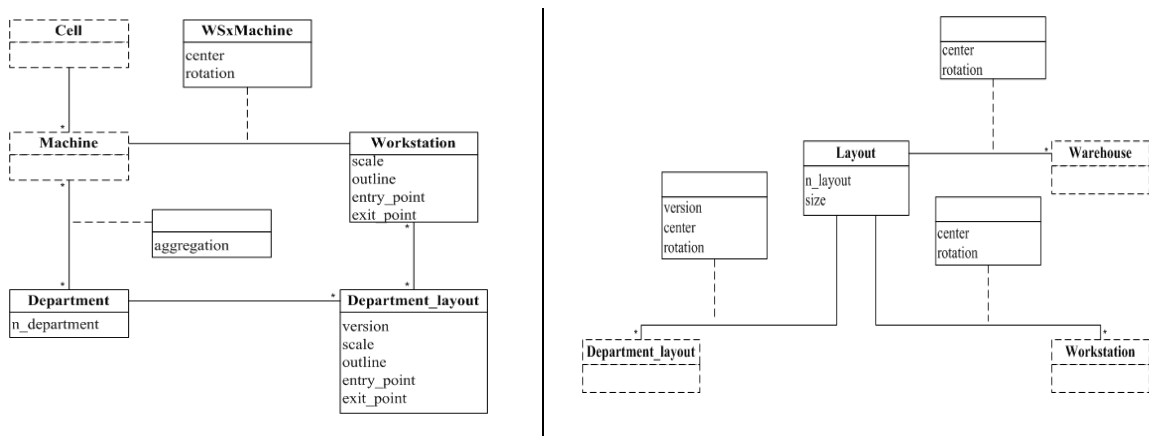 Cell
WSxMachine
center
rotation
*
Machine
*
Workstation
scale
outline
entry_point
exit_point
*
aggregation
*
Department
n_department
*
*
Department_layout
version
scale
outline
entry_point
exit_point
center
rotation
Layout
n_layout
size
*
Warehouse
version
center
rotation
center
rotation
*
Department_layout
*
Workstation